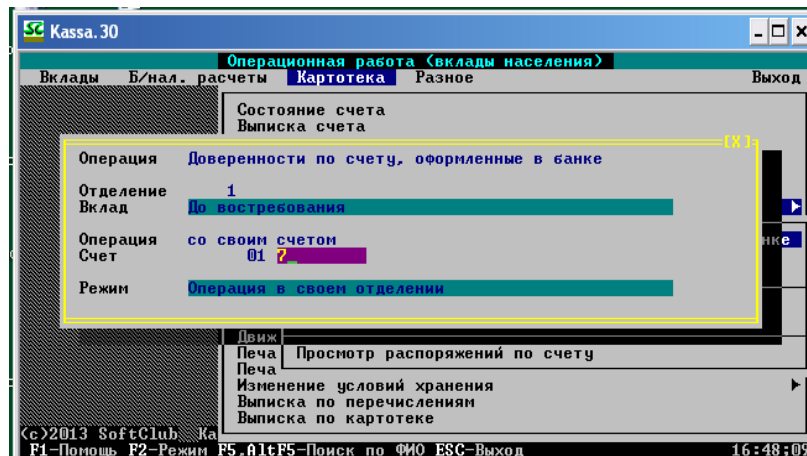 SC Kassa.30
Операционная работа (вклады населения)
Вклады Б/нал. расчеты Картотека Разное Выход
Состояние счета
Выписка счета
[X]
Операция Доверенности по счету, оформленные в банке
Отделение 1
Вклад До востребования
Операция со своим счетом
Счет 01 7_
Режим Операция в своем отделении
нке
Движ
Печа Просмотр распоряжений по счету
Печа
Изменение условий хранения
Выписка по перечислениям
Выписка по картотеке
(c)2013 SoftClub Ка
F1-Помощь F2-Режим F5,AltF5-Поиск по ФИО ESC-Выход 16:48:09